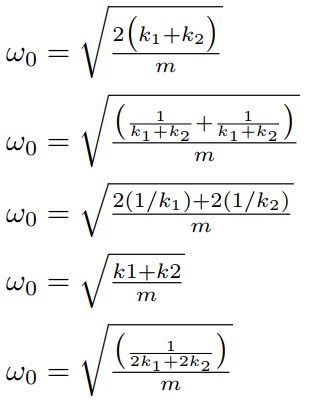 ω₀ = √(2(k₁+k₂)/m)
ω₀ = √((1/(k₁+k₂) + 1/(k₁+k₂))/m)
ω₀ = √((2(1/k₁)+2(1/k₂))/m)
ω₀ = √((k1+k2)/m)
ω₀ = √((1/(2k₁+2k₂))/m)